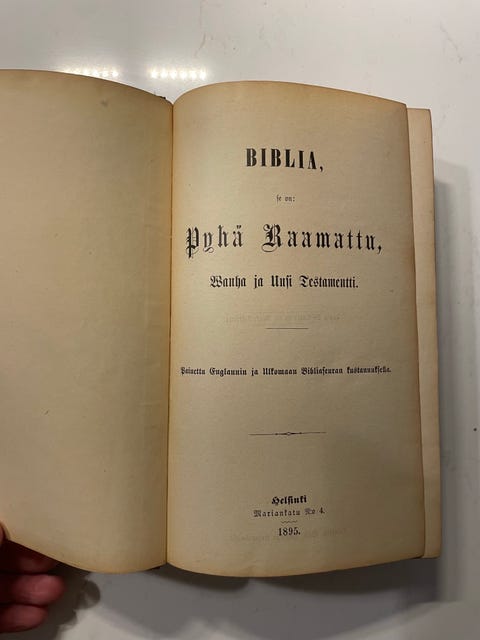 BIBLIA,
se on:
Pyhä Raamattu,
Wanha ja Uusi Testamentti.
Painettu Englannin ja Ulkomaan Bibliaseuran kustannuksella.
Helsinki
Mariankatu N:o 4.
1895.